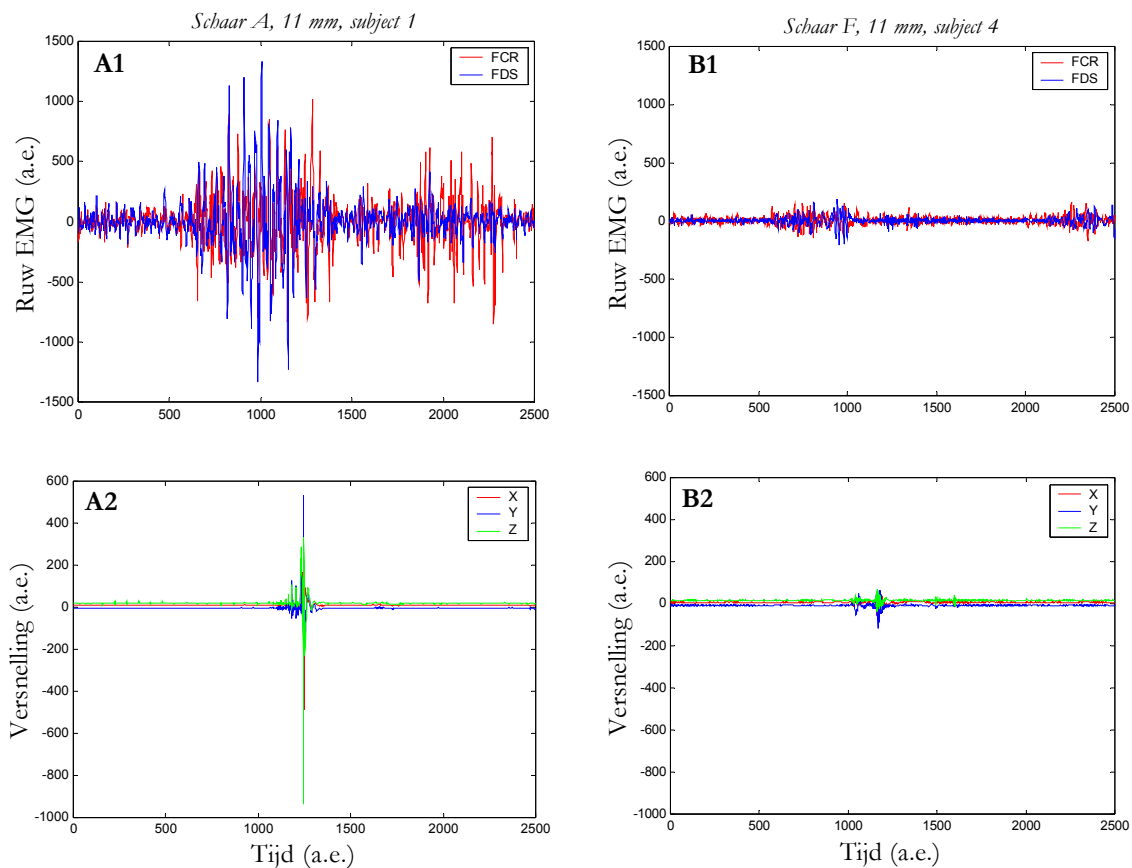 Schaar A, 11 mm, subject 1
A1
FCR
FDS
Ruw EMG (a.e.)
1500
1000
500
0
-500
-1000
-1500
0 500 1000 1500 2000 2500
Schaar F, 11 mm, subject 4
B1
FCR
FDS
Ruw EMG (a.e.)
1500
1000
500
0
-500
-1000
-1500
0 500 1000 1500 2000 2500
A2
X
Y
Z
Versnelling (a.e.)
600
400
200
0
-200
-400
-600
-800
-1000
0 500 1000 1500 2000 2500
Tijd (a.e.)
B2
X
Y
Z
Versnelling (a.e.)
600
400
200
0
-200
-400
-600
-800
-1000
0 500 1000 1500 2000 2500
Tijd (a.e.)